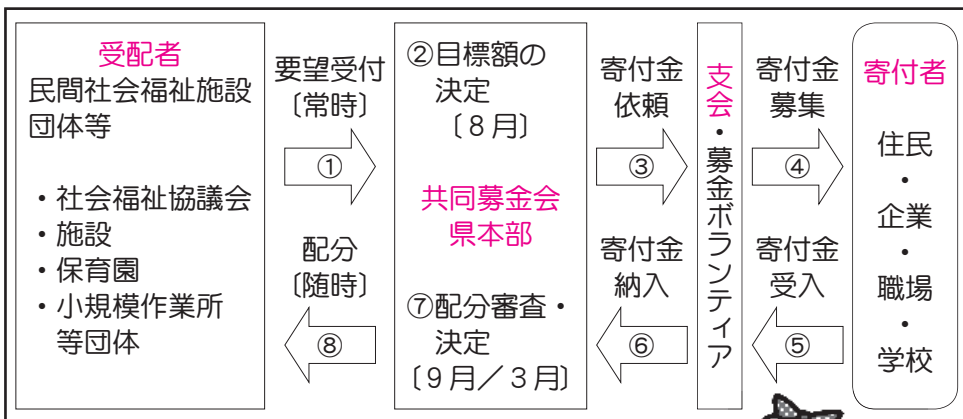 受配者
民間社会福祉施設
団体等
・社会福祉協議会
・施設
・保育園
・小規模作業所
等団体
要望受付
〔常時〕
①
配分
〔随時〕
⑧
②目標額の
決定
〔８月〕
共同募金会
県本部
⑦配分審査・
決定
〔９月／３月〕
寄付金
依頼
③
寄付金
納入
⑥
支会・募金ボランティア
寄付金
募集
④
寄付金
受入
⑤
寄付者
住民
・
企業
・
職場
・
学校